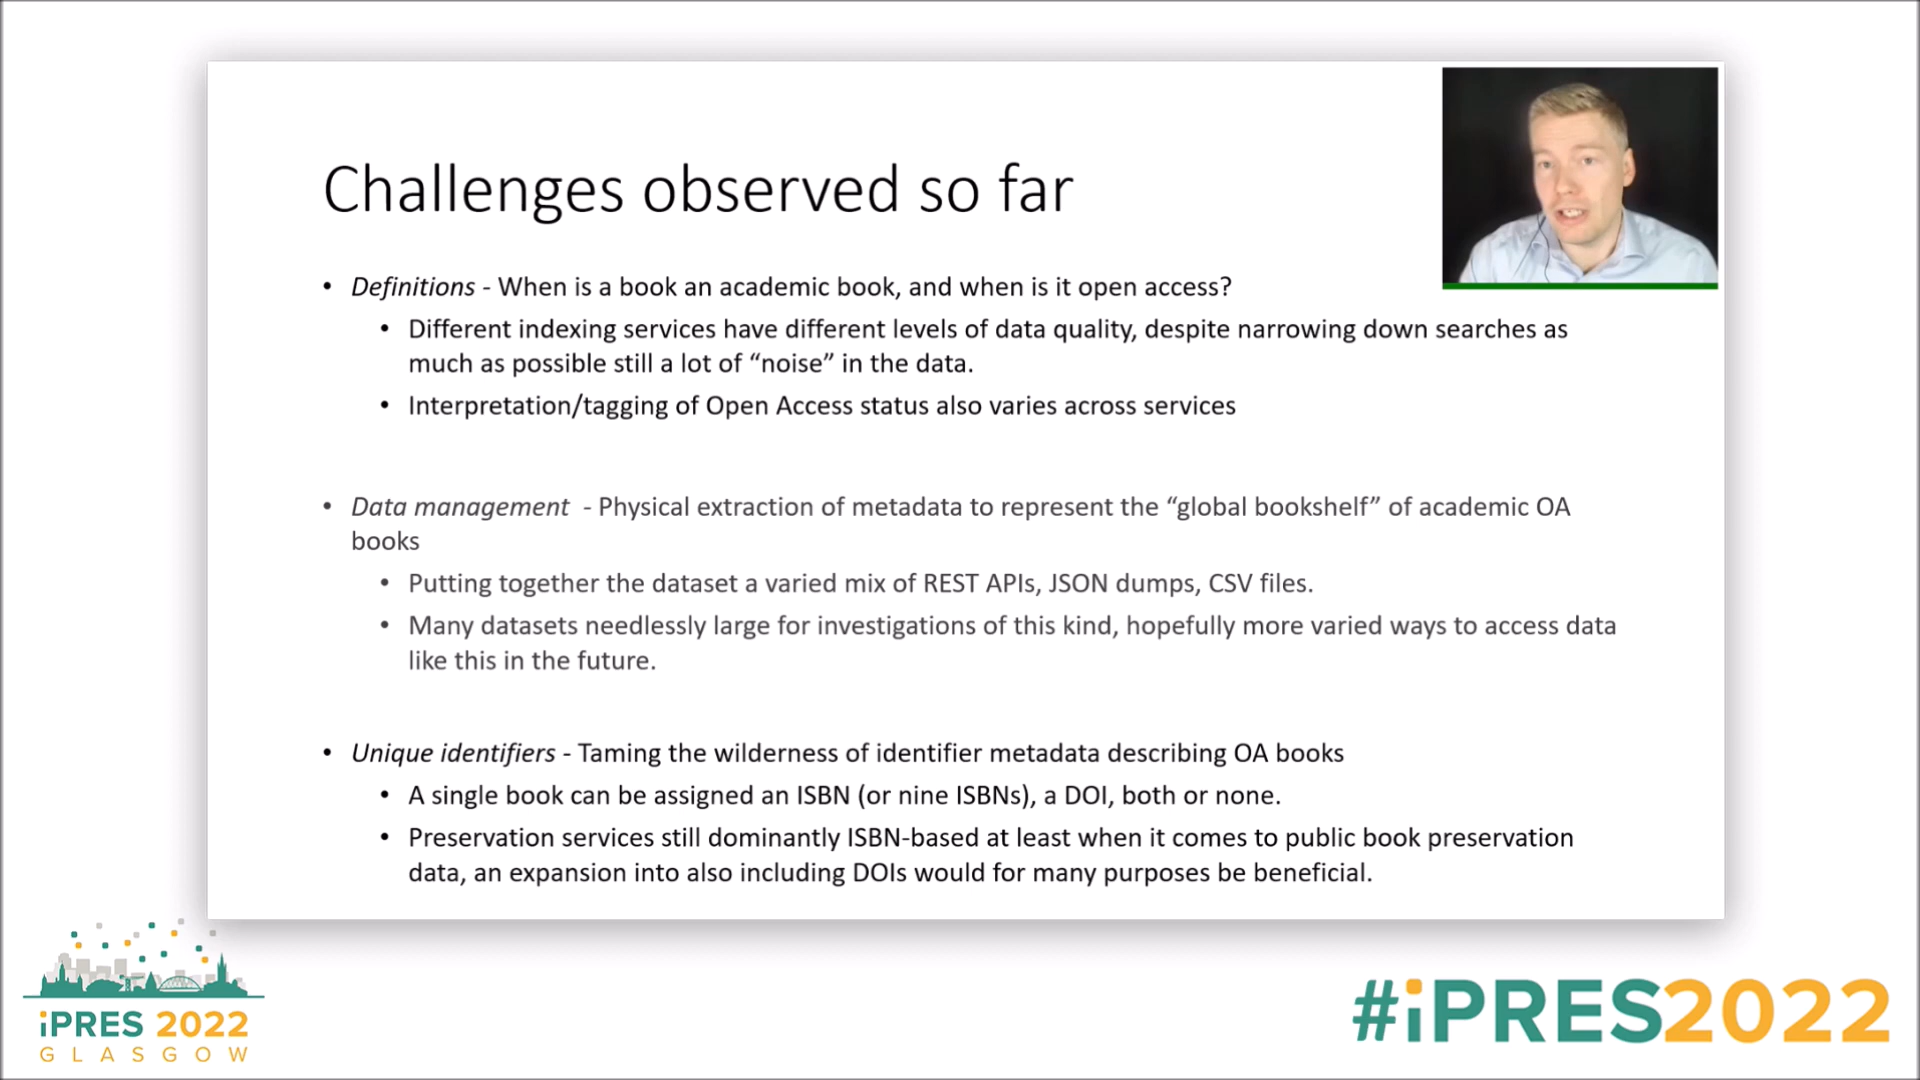 Challenges observed so far
• Definitions - When is a book an academic book, and when is it open access?
• Different indexing services have different levels of data quality, despite narrowing down searches as
much as possible still a lot of “noise” in the data.
• Interpretation/tagging of Open Access status also varies across services
• Data management  - Physical extraction of metadata to represent the “global bookshelf” of academic OA
books
• Putting together the dataset a varied mix of REST APIs, JSON dumps, CSV files.
• Many datasets needlessly large for investigations of this kind, hopefully more varied ways to access data
like this in the future.
• Unique identifiers - Taming the wilderness of identifier metadata describing OA books
• A single book can be assigned an ISBN (or nine ISBNs), a DOI, both or none.
• Preservation services still dominantly ISBN-based at least when it comes to public book preservation
data, an expansion into also including DOIs would for many purposes be beneficial.
iPRES 2022
GLASGOW
#iPRES2022